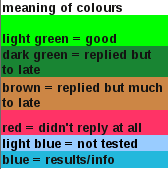 meaning of colours
light green = good
dark green = replied but
to late
brown = replied but much
to late
red = didn't reply at all
light blue = not tested
blue = results/info